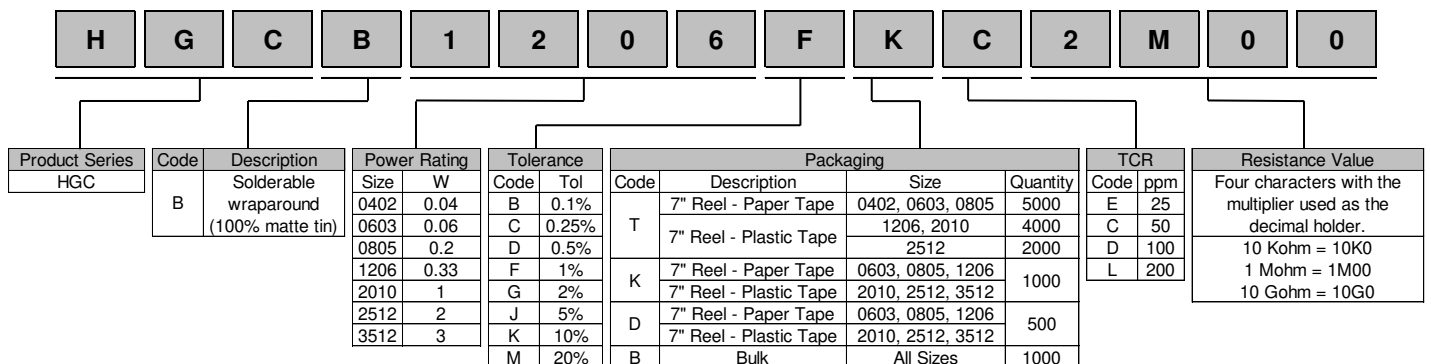 H G C B 1 2 0 6 F K C 2 M 0 0
Product Series
HGC
Code Description
B Solderable wraparound (100% matte tin)
Power Rating
Size W
0402 0.04
0603 0.06
0805 0.2
1206 0.33
2010 1
2512 2
3512 3
Tolerance
Code Tol
B 0.1%
C 0.25%
D 0.5%
F 1%
G 2%
J 5%
K 10%
M 20%
Packaging
Code Description Size Quantity
T 7" Reel - Paper Tape 0402, 0603, 0805 5000
7" Reel - Plastic Tape 1206, 2010 4000
2512 2000
K 7" Reel - Paper Tape 0603, 0805, 1206 1000
7" Reel - Plastic Tape 2010, 2512, 3512
D 7" Reel - Paper Tape 0603, 0805, 1206 500
7" Reel - Plastic Tape 2010, 2512, 3512
B Bulk All Sizes 1000
TCR
Code ppm
E 25
C 50
D 100
L 200
Resistance Value
Four characters with the
multiplier used as the
decimal holder.
10 Kohm = 10K0
1 Mohm = 1M00
10 Gohm = 10G0